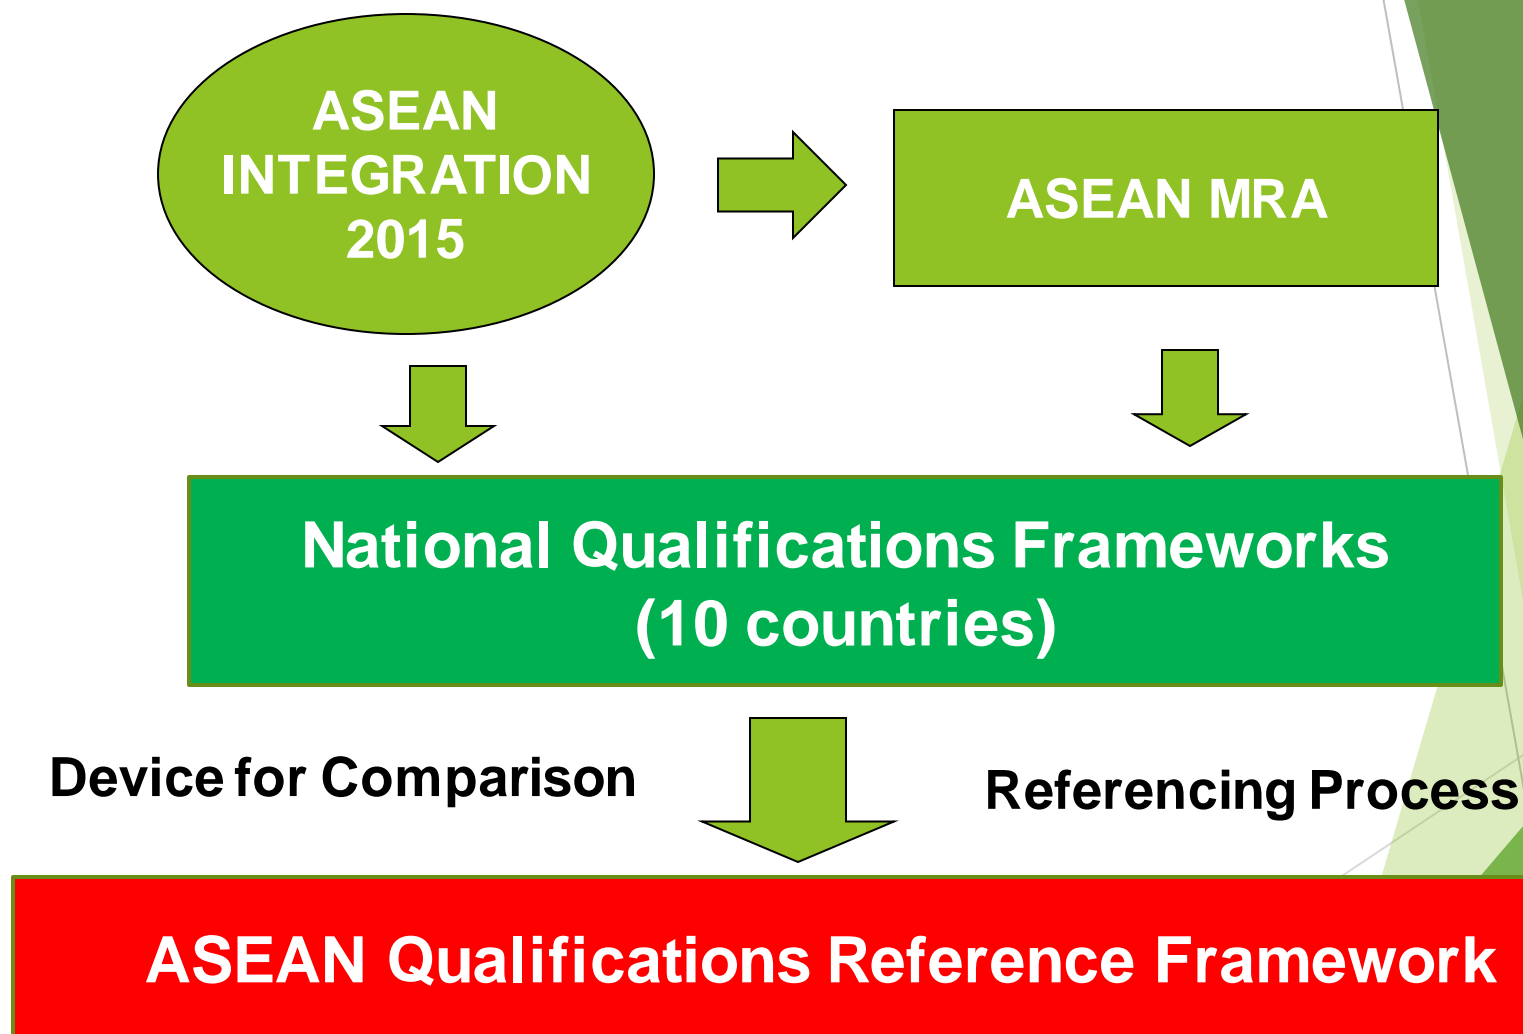 ASEAN
INTEGRATION
2015
ASEAN MRA
National Qualifications Frameworks
(10 countries)
Device for Comparison
Referencing Process
ASEAN Qualifications Reference Framework